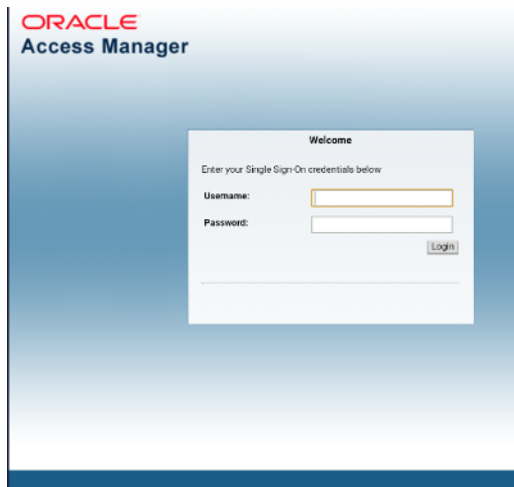 ORACLE
Access Manager
Welcome
Enter your Single Sign-On credentials below
Username:
Password:
Login